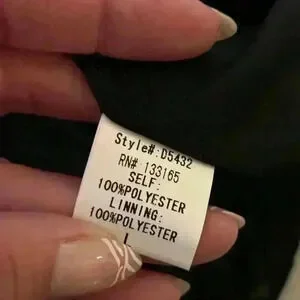 Style#:D5432
RN#:133165
SELF:
100%POLYESTER
LINNING:
100%POLYESTER
L